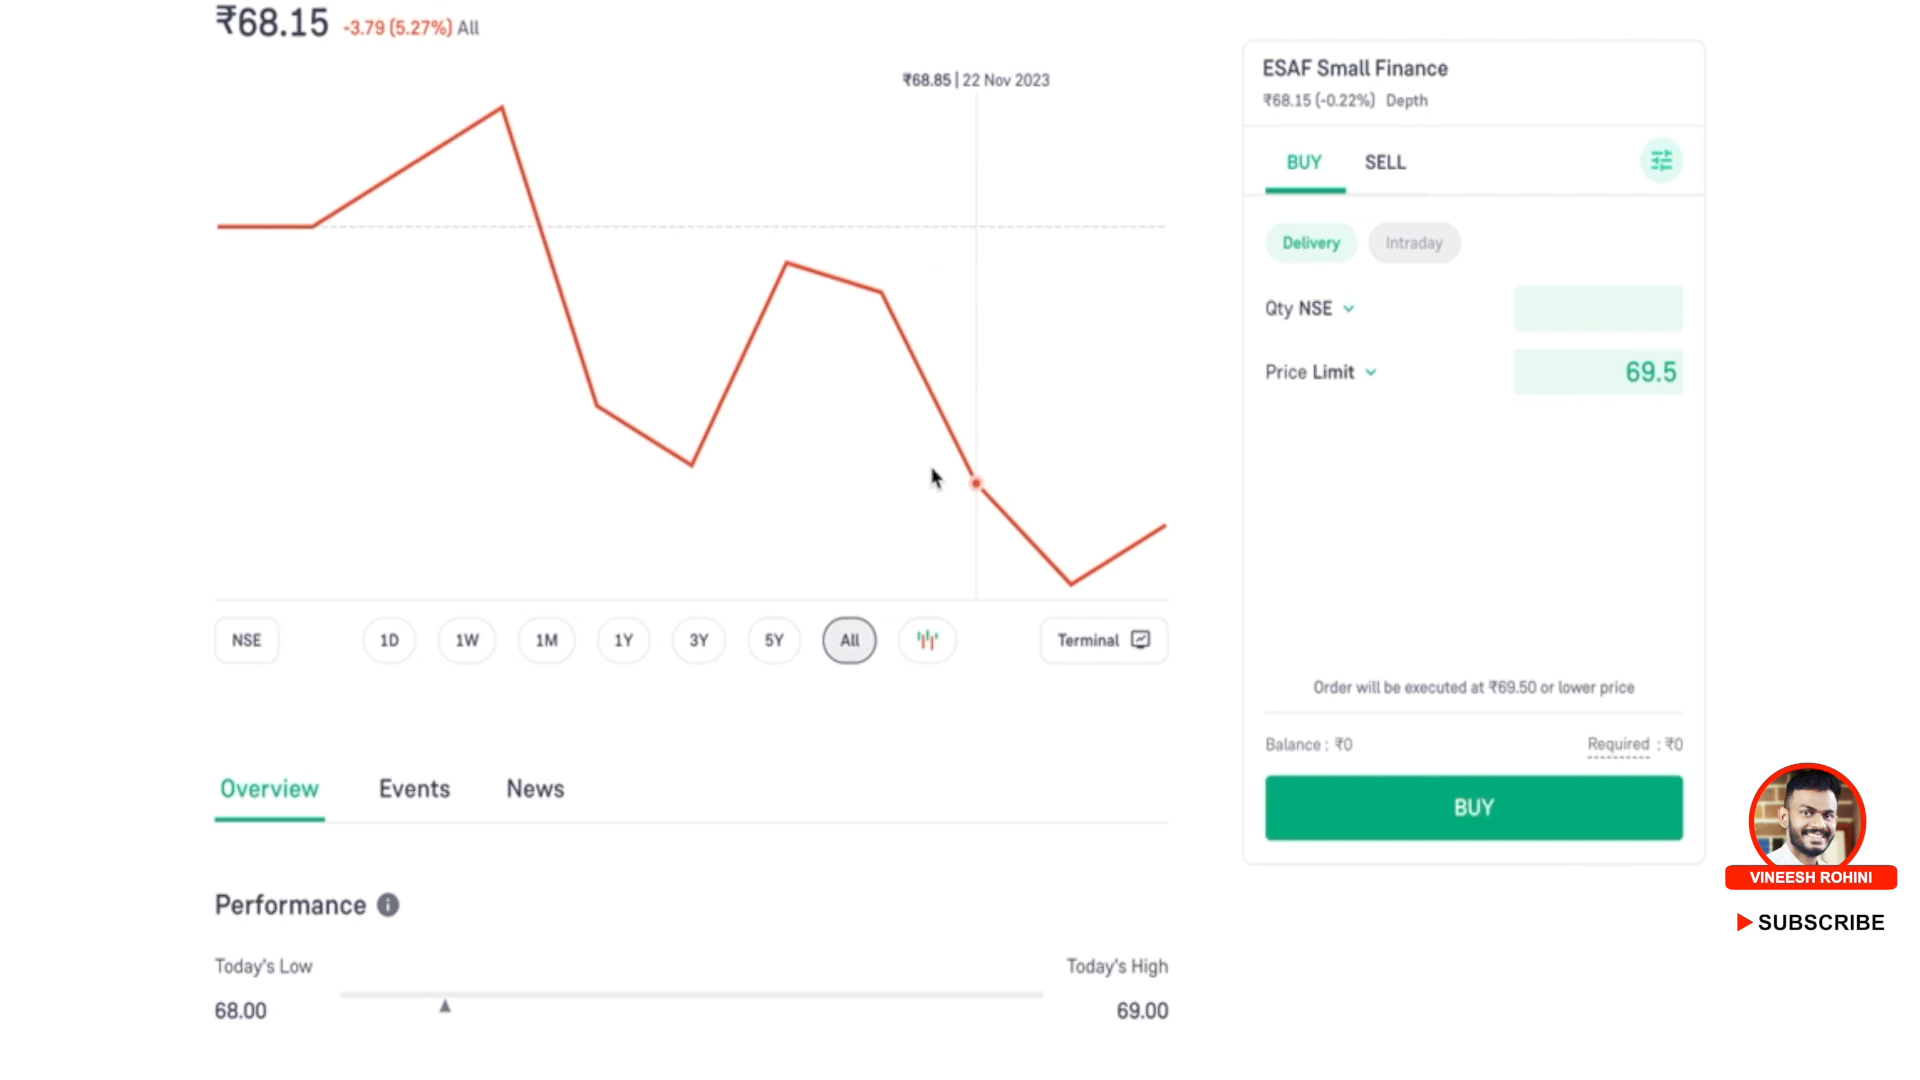 ₹68.15 -3.79 (5.27%) All
₹68.85 | 22 Nov 2023
NSE 1D 1W 1M 1Y 3Y 5Y All Terminal
Overview Events News
Performance
Today's Low Today's High
68.00 69.00
ESAF Small Finance
₹68.15 (-0.22%) Depth
BUY SELL
Delivery Intraday
Qty NSE
Price Limit 69.5
Order will be executed at ₹69.50 or lower price
Balance : ₹0 Required : ₹0
BUY
VINEESH ROHINI
SUBSCRIBE